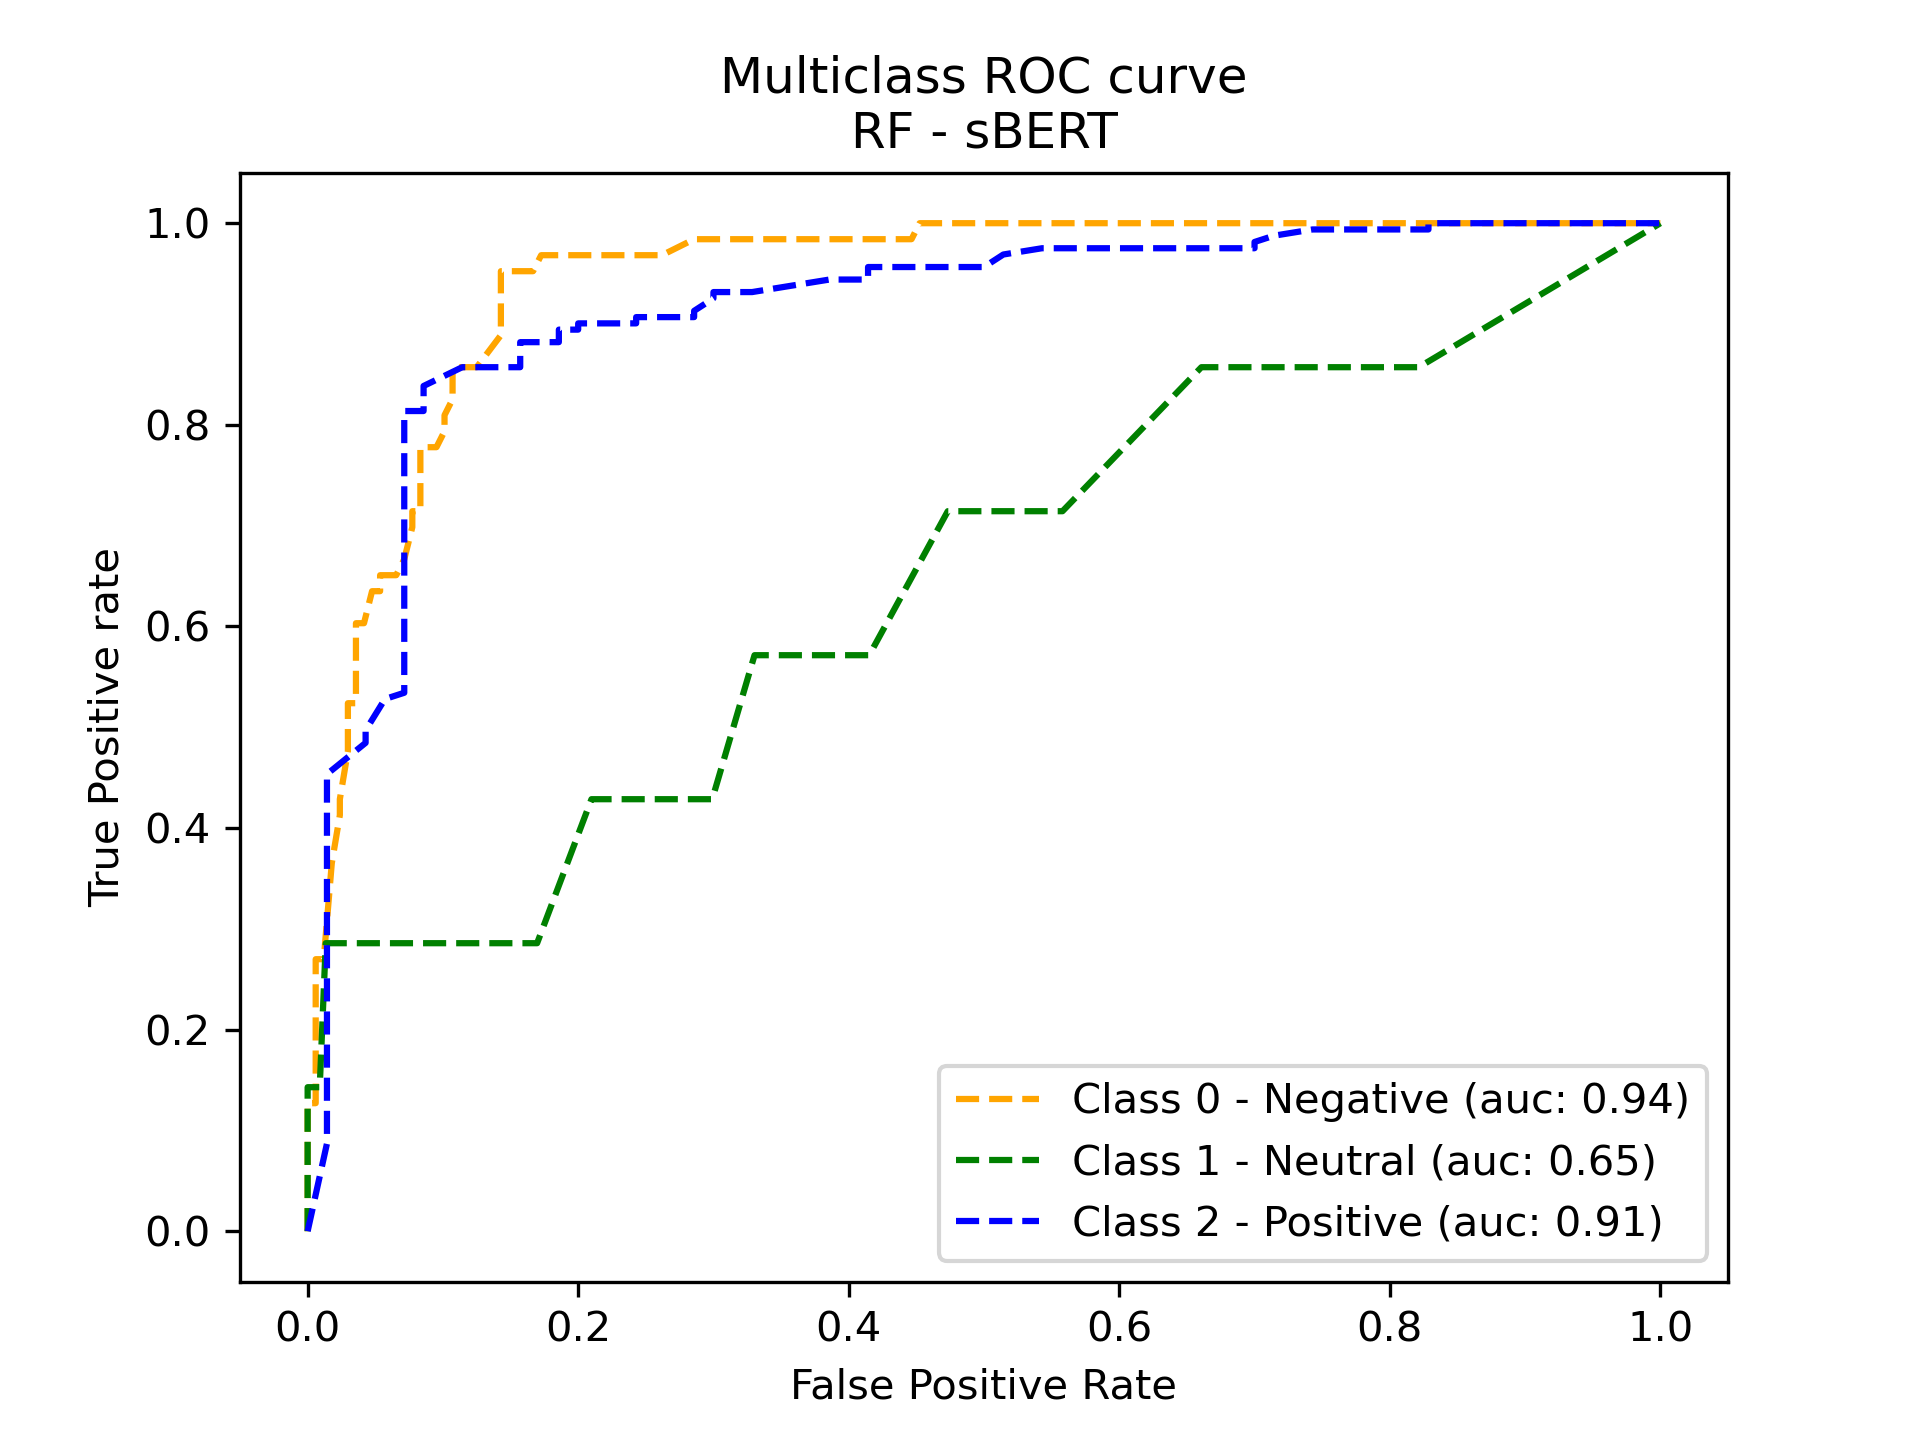 Multiclass ROC curve
RF - sBERT
True Positive rate
1.0
0.8
0.6
0.4
0.2
0.0
Class 0 - Negative (auc: 0.94)
Class 1 - Neutral (auc: 0.65)
Class 2 - Positive (auc: 0.91)
0.0 0.2 0.4 0.6 0.8 1.0
False Positive Rate